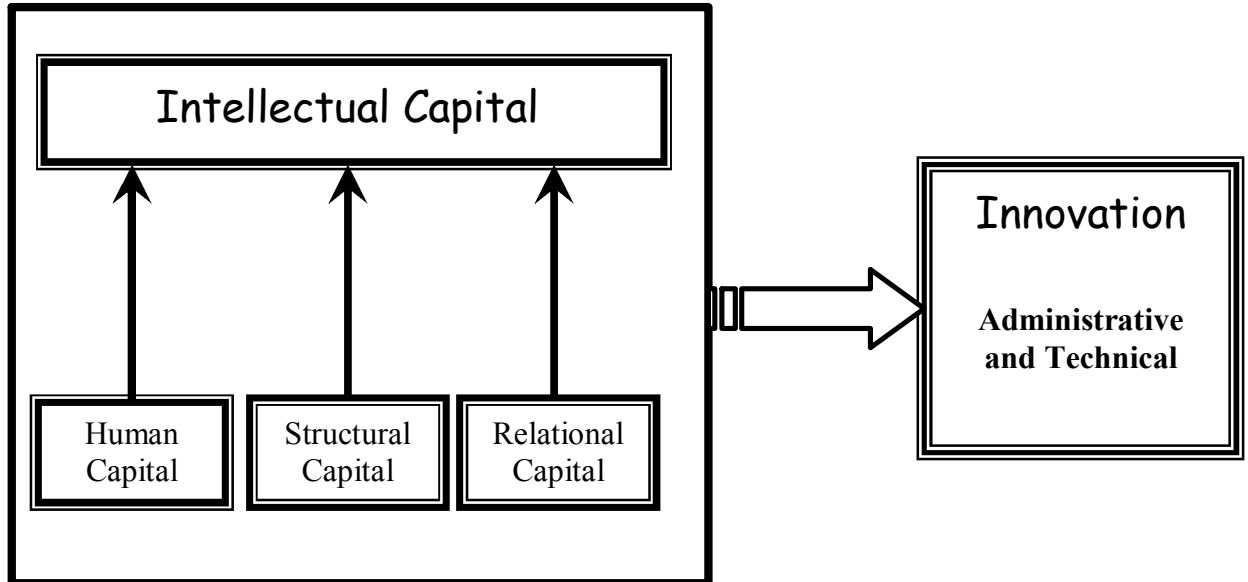 Intellectual Capital
Innovation
Administrative
and Technical
Human
Capital
Structural
Capital
Relational
Capital